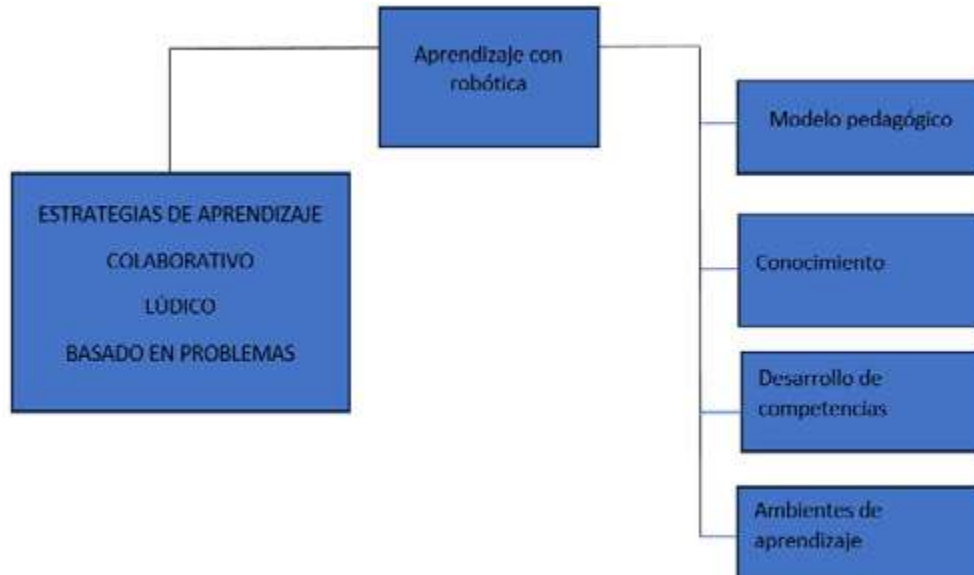 Aprendizaje con
robótica
ESTRATEGIAS DE APRENDIZAJE
COLABORATIVO
LÚDICO
BASADO EN PROBLEMAS
Modelo pedagógico
Conocimiento
Desarrollo de
competencias
Ambientes de
aprendizaje